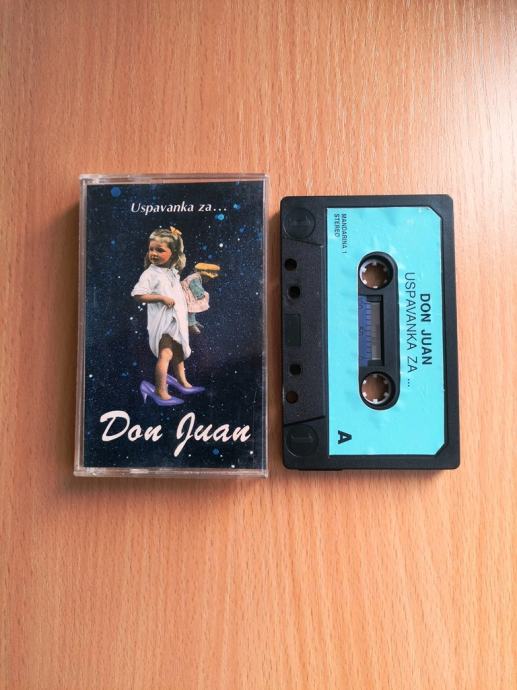 Uspavanka za...
Don Juan
MANDARINA 1
STEREO
DON JUAN
USPAVANKA ZA ...
A